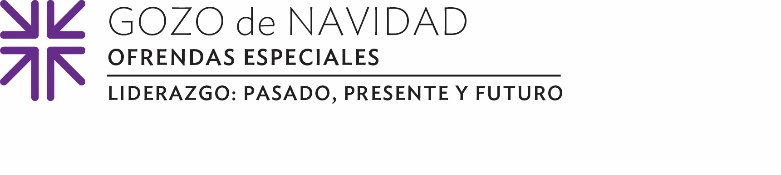 GOZO de NAVIDAD
OFRENDAS ESPECIALES
LIDERAZGO: PASADO, PRESENTE Y FUTURO